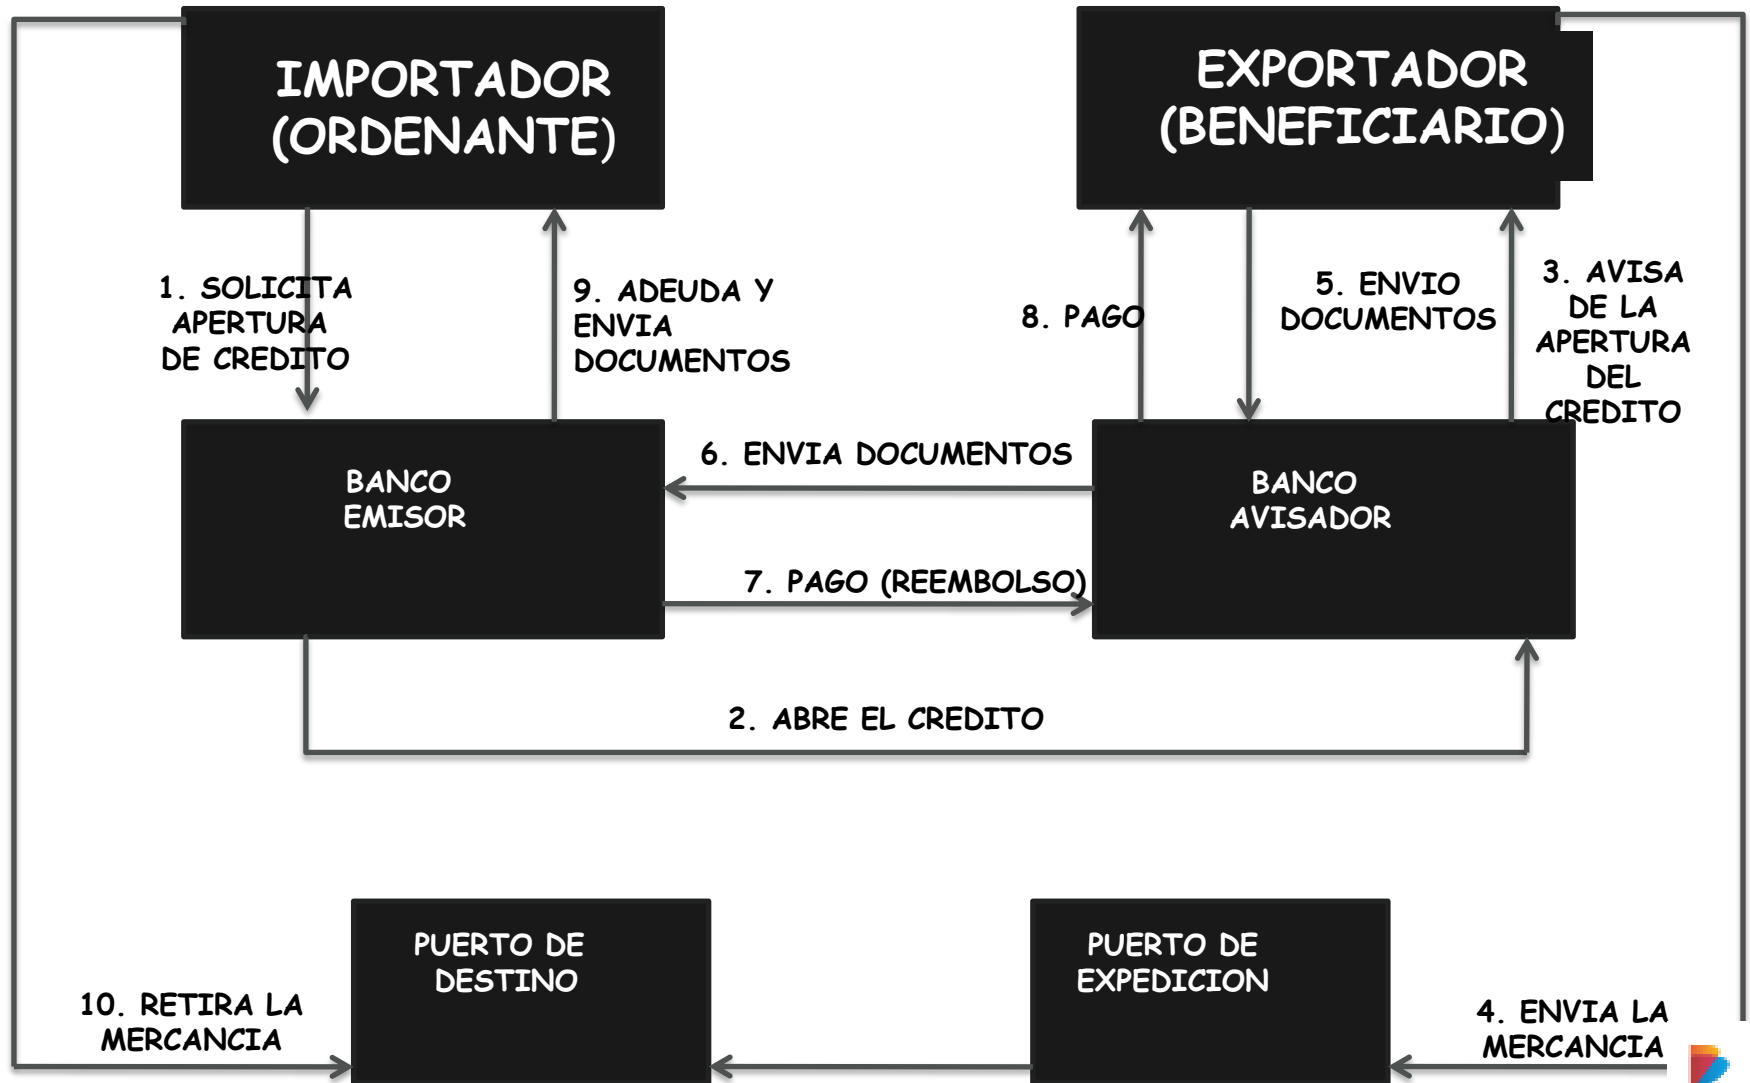 IMPORTADOR
(ORDENANTE)
EXPORTADOR
(BENEFICIARIO)
1. SOLICITA
APERTURA
DE CREDITO
9. ADEUDA Y
ENVIA
DOCUMENTOS
8. PAGO
5. ENVIO
DOCUMENTOS
3. AVISA
DE LA
APERTURA
DEL
CREDITO
BANCO
EMISOR
6. ENVIA DOCUMENTOS
BANCO
AVISADOR
7. PAGO (REEMBOLSO)
2. ABRE EL CREDITO
PUERTO DE
DESTINO
PUERTO DE
EXPEDICION
10. RETIRA LA
MERCANCIA
4. ENVIA LA
MERCANCIA